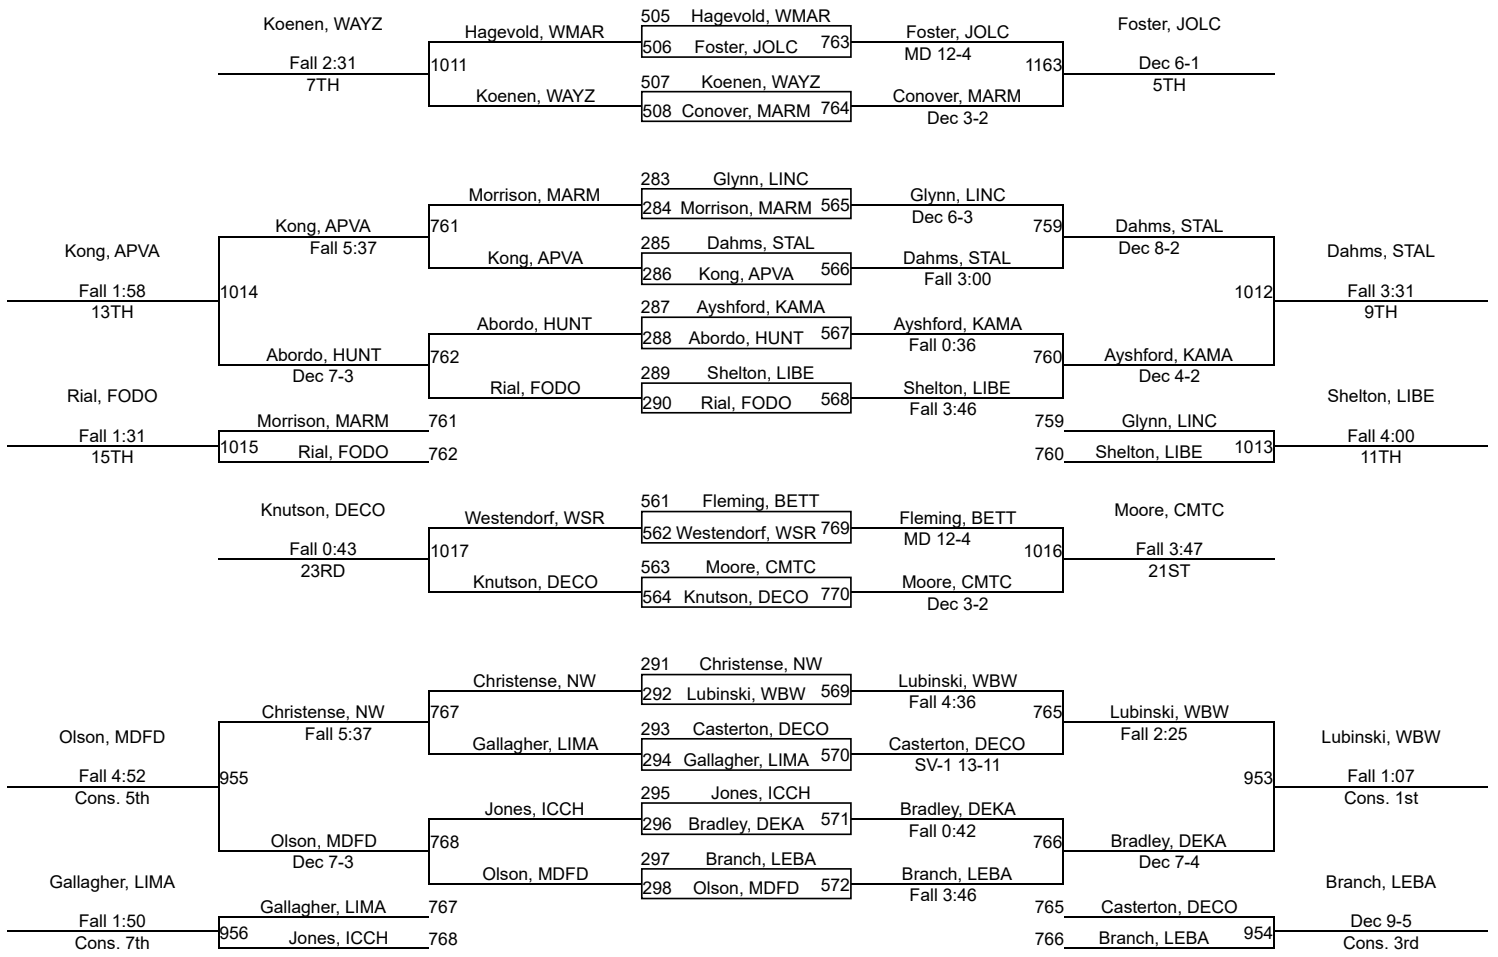 Koenen, WAYZ
Fall 2:31
7TH
1011
Hagevold, WMAR
Koenen, WAYZ
505 Hagevold, WMAR
506 Foster, JOLC 763
507 Koenen, WAYZ
508 Conover, MARM 764
Foster, JOLC
MD 12-4
1163
Conover, MARM
Dec 3-2
Foster, JOLC
Dec 6-1
5TH
Kong, APVA
Fall 1:58
13TH
1014
Kong, APVA
Fall 5:37
Abordo, HUNT
Dec 7-3
761
762
Morrison, MARM
Kong, APVA
Abordo, HUNT
Rial, FODO
283 Glynn, LINC
284 Morrison, MARM 565
285 Dahms, STAL
286 Kong, APVA 566
287 Ayshford, KAMA
288 Abordo, HUNT 567
289 Shelton, LIBE
290 Rial, FODO 568
Glynn, LINC
Dec 6-3
759
Dahms, STAL
Fall 3:00
Ayshford, KAMA
Fall 0:36
760
Shelton, LIBE
Fall 3:46
Dahms, STAL
Dec 8-2
1012
Ayshford, KAMA
Dec 4-2
Dahms, STAL
Fall 3:31
9TH
Rial, FODO
Fall 1:31
15TH
1015
Morrison, MARM 761
Rial, FODO 762
759 Glynn, LINC
760 Shelton, LIBE 1013
Shelton, LIBE
Fall 4:00
11TH
Knutson, DECO
Fall 0:43
23RD
1017
Westendorf, WSR
Knutson, DECO
561 Fleming, BETT
562 Westendorf, WSR 769
563 Moore, CMTC
564 Knutson, DECO 770
Fleming, BETT
MD 12-4
1016
Moore, CMTC
Dec 3-2
Moore, CMTC
Fall 3:47
21ST
Olson, MDFD
Fall 4:52
Cons. 5th
955
Christense, NW
Fall 5:37
Olson, MDFD
Dec 7-3
767
768
Christense, NW
Gallagher, LIMA
Jones, ICCH
Olson, MDFD
291 Christense, NW
292 Lubinski, WBW 569
293 Casterton, DECO
294 Gallagher, LIMA 570
295 Jones, ICCH
296 Bradley, DEKA 571
297 Branch, LEBA
298 Olson, MDFD 572
Lubinski, WBW
Fall 4:36
765
Casterton, DECO
SV-1 13-11
Bradley, DEKA
Fall 0:42
766
Branch, LEBA
Fall 3:46
Lubinski, WBW
Fall 2:25
953
Bradley, DEKA
Dec 7-4
Lubinski, WBW
Fall 1:07
Cons. 1st
Gallagher, LIMA
Fall 1:50
Cons. 7th
956
Gallagher, LIMA 767
Jones, ICCH 768
765 Casterton, DECO
766 Branch, LEBA 954
Branch, LEBA
Dec 9-5
Cons. 3rd